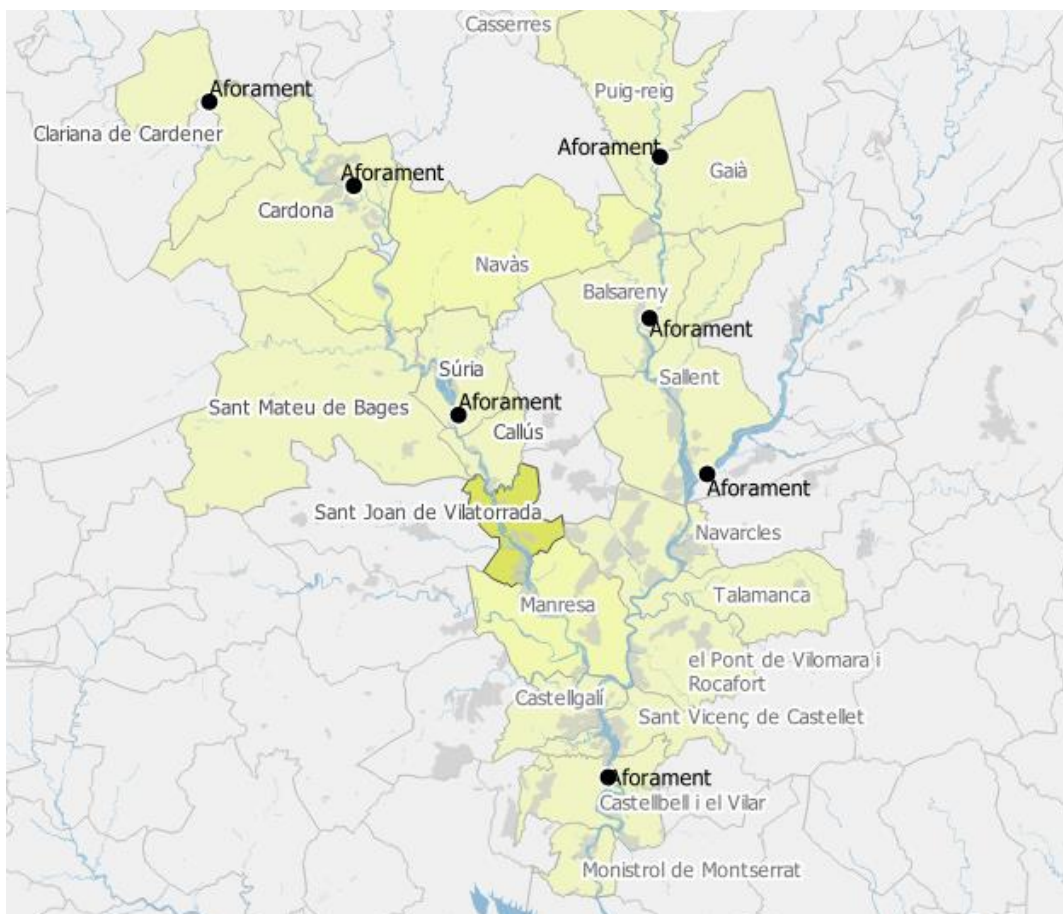 Casserres
Aforament
Puig-reig
Clariana de Cardener
Aforament
Aforament
Gaià
Cardona
Navàs
Balsareny
Aforament
Súria
Sallent
Sant Mateu de Bages
Aforament
Callús
Aforament
Sant Joan de Vilatorrada
Navarcles
Talamanca
Manresa
el Pont de Vilomara i
Rocafort
Castellgalí
Sant Vicenç de Castellet
Aforament
Castellbell i el Vilar
Monistrol de Montserrat